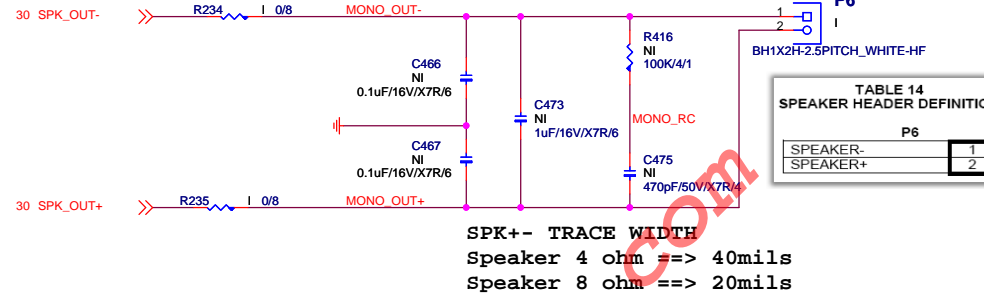 30 SPK_OUT-
R234
I 0/8
MONO_OUT-
1
2
P6
I
BH1X2H-2.5PITCH_WHITE-HF
C466
NI
0.1uF/16V/X7R/6
C473
NI
1uF/16V/X7R/6
R416
NI
100K/4/1
MONO_RC
C467
NI
0.1uF/16V/X7R/6
C475
NI
470pF/50V/X7R/4
30 SPK_OUT+
R235
I 0/8
MONO_OUT+
TABLE 14
SPEAKER HEADER DEFINITIO
P6
SPEAKER- 1
SPEAKER+ 2
com
SPK+- TRACE WIDTH
Speaker 4 ohm ==> 40mils
Speaker 8 ohm ==> 20mils